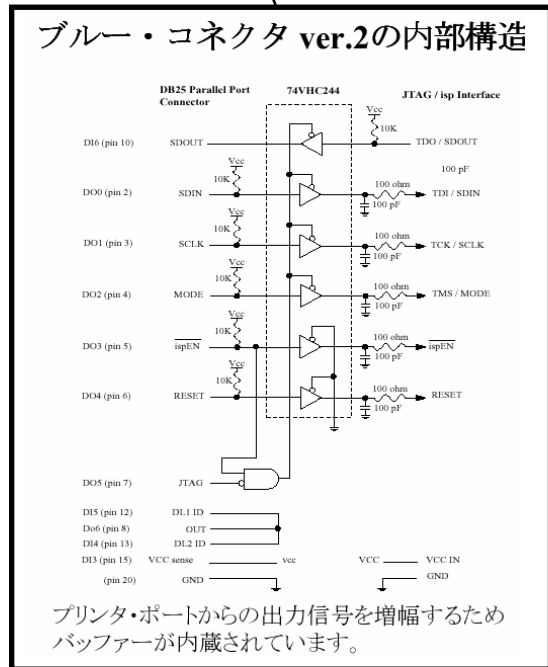 ブルー・コネクタ ver.2の内部構造
DB25 Parallel Port Connector
74VHC244
JTAG / isp Interface
Vcc
10K
DI6 (pin 10) SDOUT TDO / SDOUT
100 pF
Vcc
10K
100 ohm
DO0 (pin 2) SDIN TDI / SDIN
100 pF
Vcc
10K
100 ohm
DO1 (pin 3) SCLK TCK / SCLK
100 pF
Vcc
10K
100 ohm
DO2 (pin 4) MODE TMS / MODE
100 pF
Vcc
10K
100 ohm
DO3 (pin 5) ispEN ispEN
100 pF
Vcc
10K
100 ohm
DO4 (pin 6) RESET RESET
100 pF
DO5 (pin 7) JTAG
DI5 (pin 12) DL1 ID
Do6 (pin 8) OUT
DI4 (pin 13) DL2 ID
DI3 (pin 15) VCC sense vcc VCC VCC IN
(pin 20) GND GND
プリンタ・ポートからの出力信号を増幅するため
バッファーが内蔵されています。